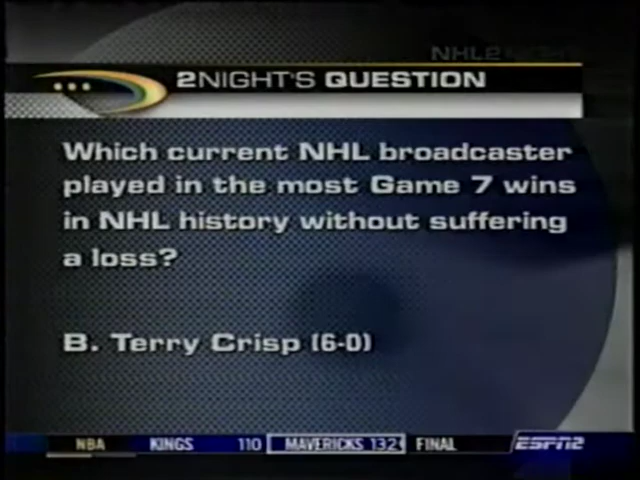 NHL2
2NIGHT'S QUESTION
Which current NHL broadcaster
played in the most Game 7 wins
in NHL history without suffering
a loss?
B. Terry Crisp (6-0)
NBA KINGS 110 MAVERICKS 132 FINAL ESPN2